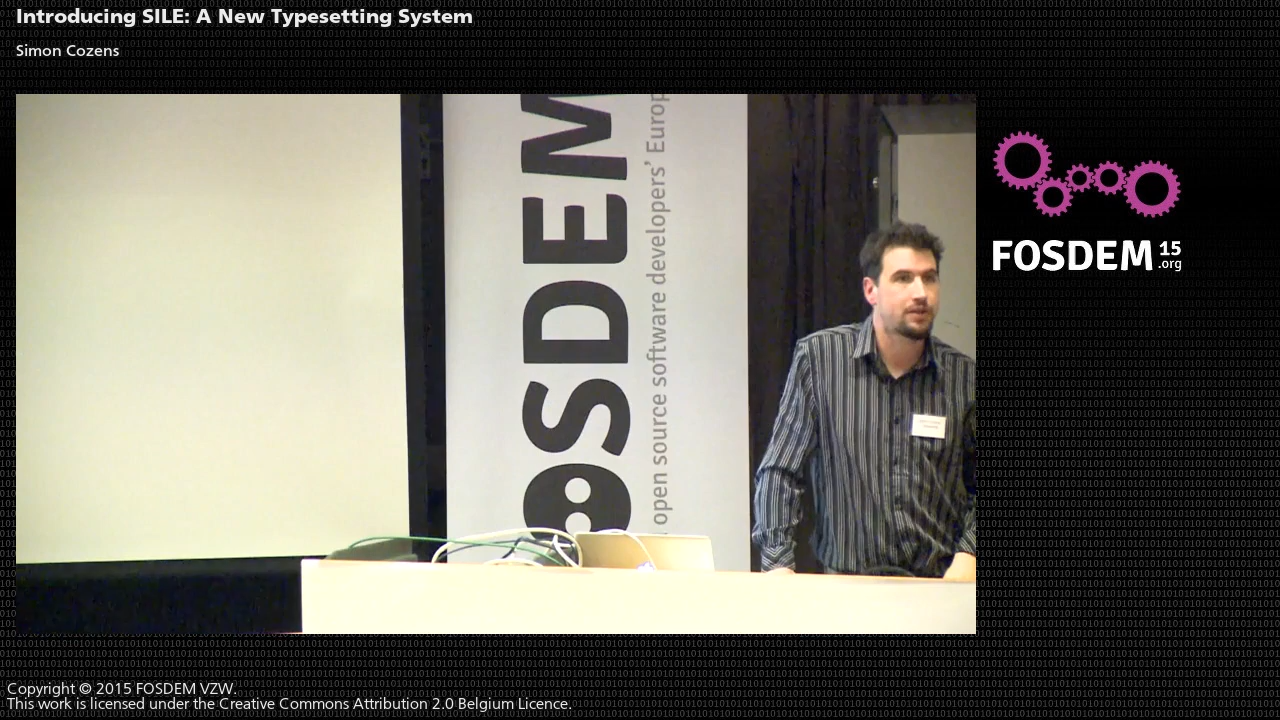 Introducing SILE: A New Typesetting System
Simon Cozens
OSDEM
open source software developers' Europ
FOSDEM 15
.org
Copyright © 2015 FOSDEM VZW.
This work is licensed under the Creative Commons Attribution 2.0 Belgium Licence.